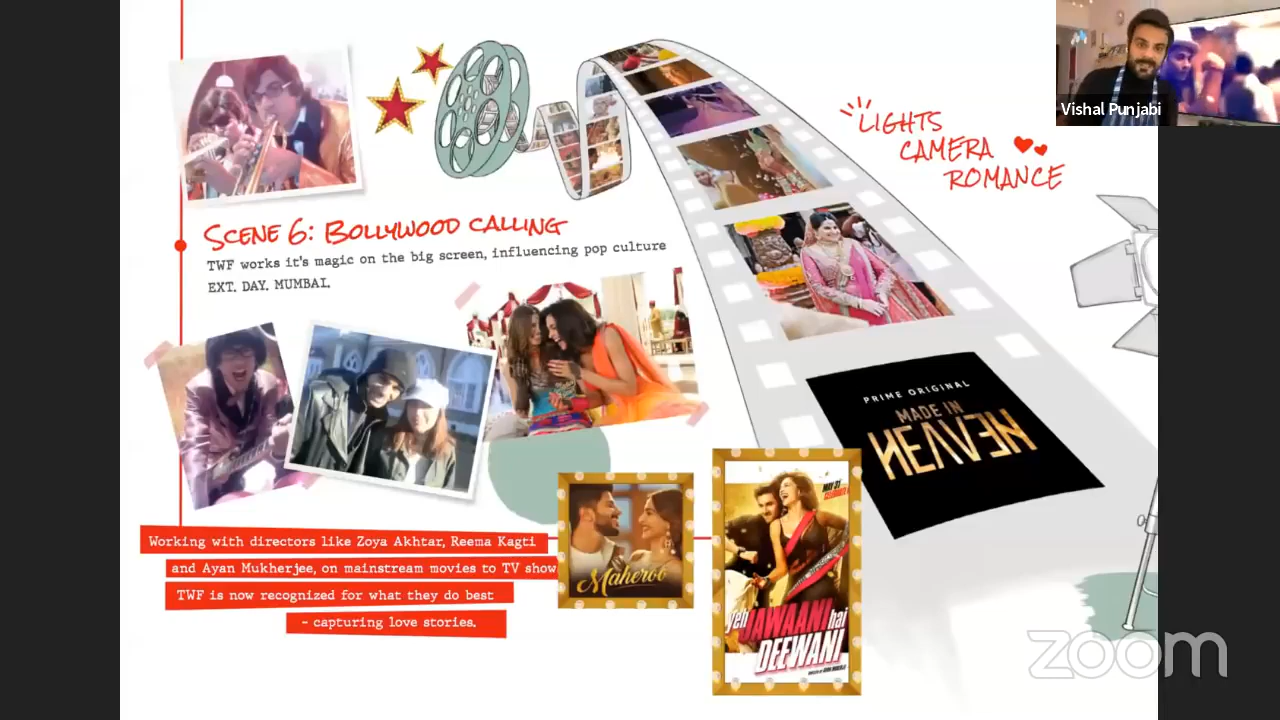 Vishal Punjabi
LIGHTS
CAMERA
ROMANCE
SCENE 6: BOLLYWOOD CALLING
TWF works it's magic on the big screen, influencing pop culture
EXT. DAY. MUMBAI.
PRIME ORIGINAL
MADE IN
HEAVEN
MAY 31
Maheroo
Yeh
JAWAANI hai
DEEWANI
Working with directors like Zoya Akhtar, Reema Kagti
and Ayan Mukherjee, on mainstream movies to TV show
TWF is now recognized for what they do best
- capturing love stories.
zoom